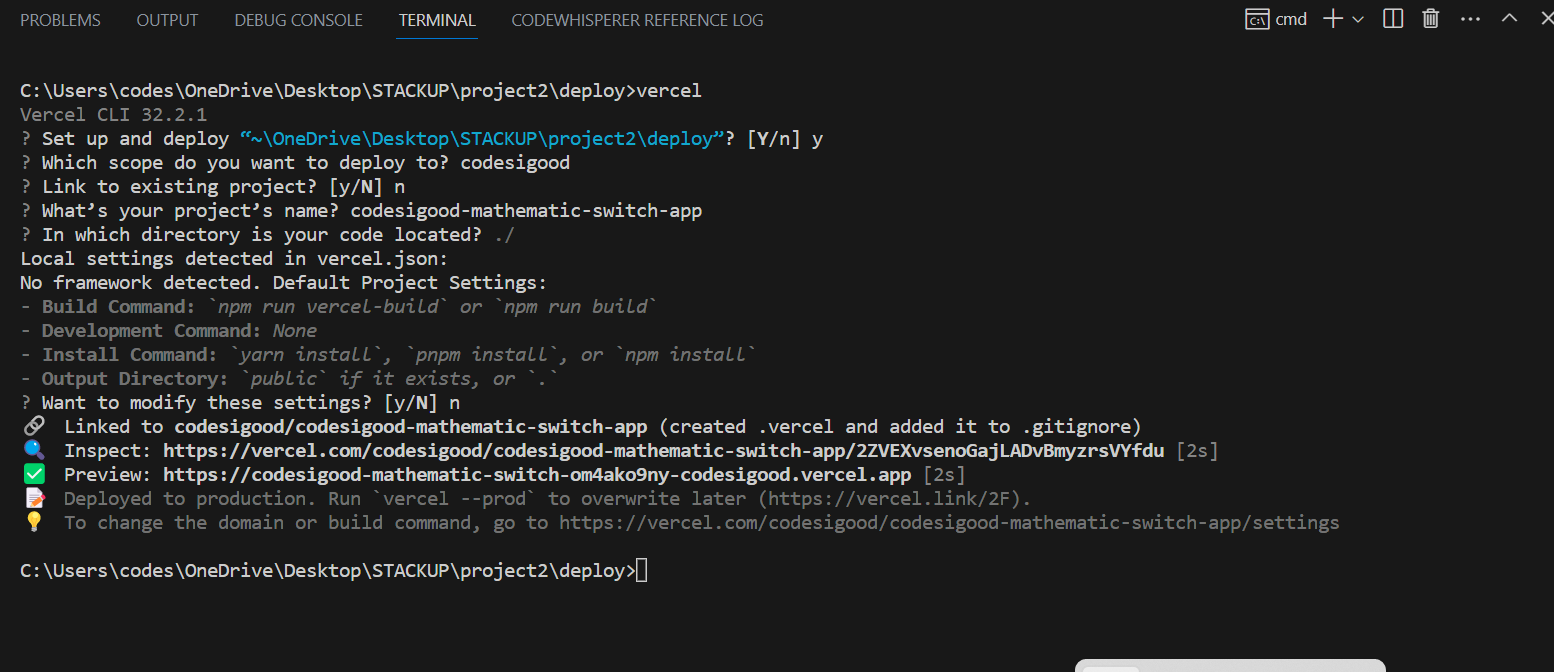 PROBLEMS OUTPUT DEBUG CONSOLE TERMINAL CODEWHISPERER REFERENCE LOG cmd
C:\Users\codes\OneDrive\Desktop\STACKUP\project2\deploy>vercel
Vercel CLI 32.2.1
? Set up and deploy “~\OneDrive\Desktop\STACKUP\project2\deploy”? [Y/n] y
? Which scope do you want to deploy to? codesigood
? Link to existing project? [y/N] n
? What’s your project’s name? codesigood-mathematic-switch-app
? In which directory is your code located? ./
Local settings detected in vercel.json:
No framework detected. Default Project Settings:
- Build Command: `npm run vercel-build` or `npm run build`
- Development Command: None
- Install Command: `yarn install`, `pnpm install`, or `npm install`
- Output Directory: `public` if it exists, or `.`
? Want to modify these settings? [y/N] n
🔗 Linked to codesigood/codesigood-mathematic-switch-app (created .vercel and added it to .gitignore)
🔍 Inspect: https://vercel.com/codesigood/codesigood-mathematic-switch-app/2ZVEXvsenoGajLADvBmyzrsVYfdu [2s]
✅ Preview: https://codesigood-mathematic-switch-om4ako9ny-codesigood.vercel.app [2s]
📝 Deployed to production. Run `vercel --prod` to overwrite later (https://vercel.link/2F).
💡 To change the domain or build command, go to https://vercel.com/codesigood/codesigood-mathematic-switch-app/settings
C:\Users\codes\OneDrive\Desktop\STACKUP\project2\deploy>